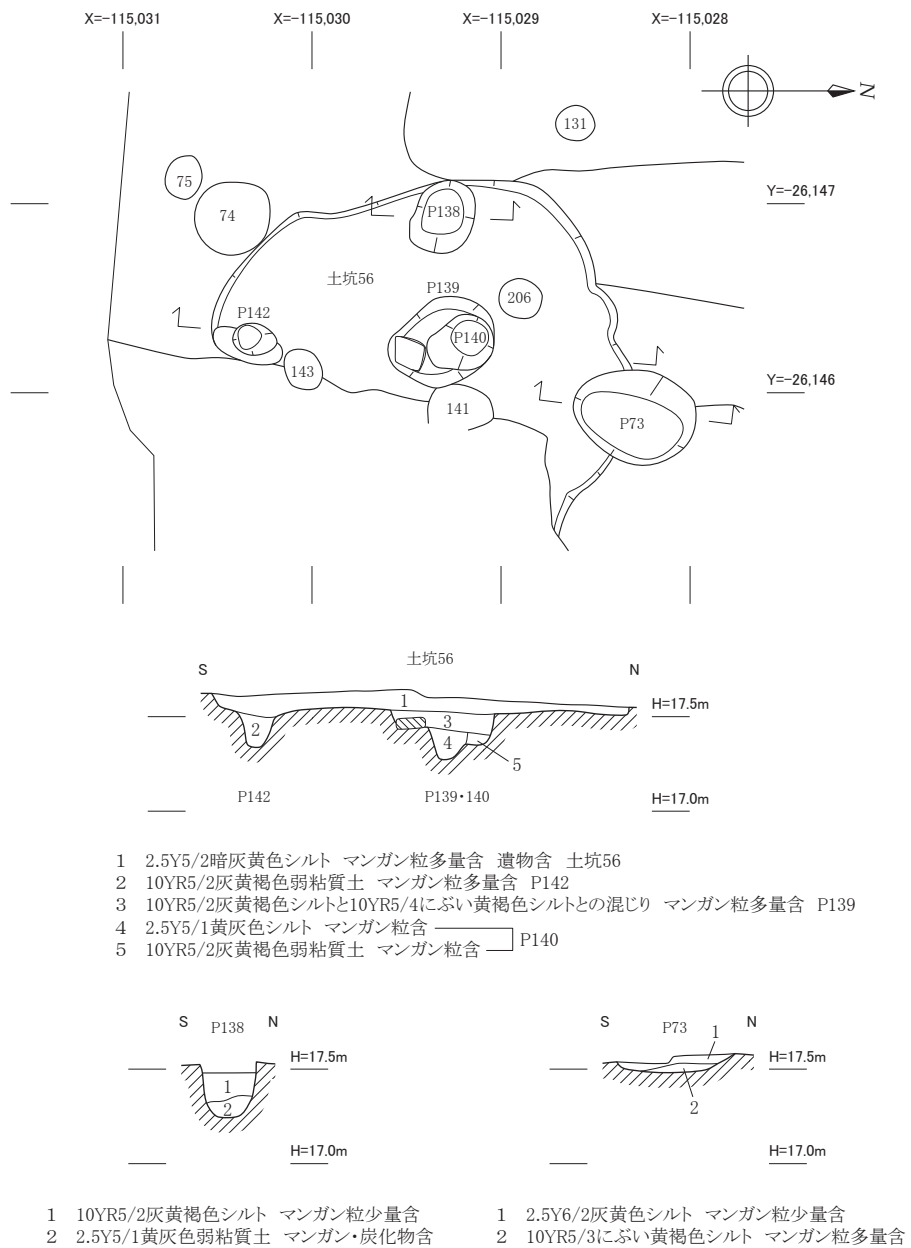 X=-115,031 X=-115,030 X=-115,029 X=-115,028
N
131
75
Y=-26,147
74
P138
土坑56
P139
206
P142
P140
143
Y=-26,146
141
P73
土坑56
S N
1
H=17.5m
3
2
4
5
P142 P139・140
H=17.0m
1 2.5Y5/2暗灰黄色シルト マンガン粒多量含 遺物含 土坑56
2 10YR5/2灰黄褐色弱粘質土 マンガン粒多量含 P142
3 10YR5/2灰黄褐色シルトと10YR5/4にぶい黄褐色シルトとの混じり マンガン粒多量含 P139
4 2.5Y5/1黄灰色シルト マンガン粒含
P140
5 10YR5/2灰黄褐色弱粘質土 マンガン粒含
S P138 N
H=17.5m
1
2
H=17.0m
1 10YR5/2灰黄褐色シルト マンガン粒少量含
2 2.5Y5/1黄灰色弱粘質土 マンガン・炭化物含
S P73 N
1
H=17.5m
2
H=17.0m
1 2.5Y6/2灰黄色シルト マンガン粒少量含
2 10YR5/3にぶい黄褐色シルト マンガン粒多量含